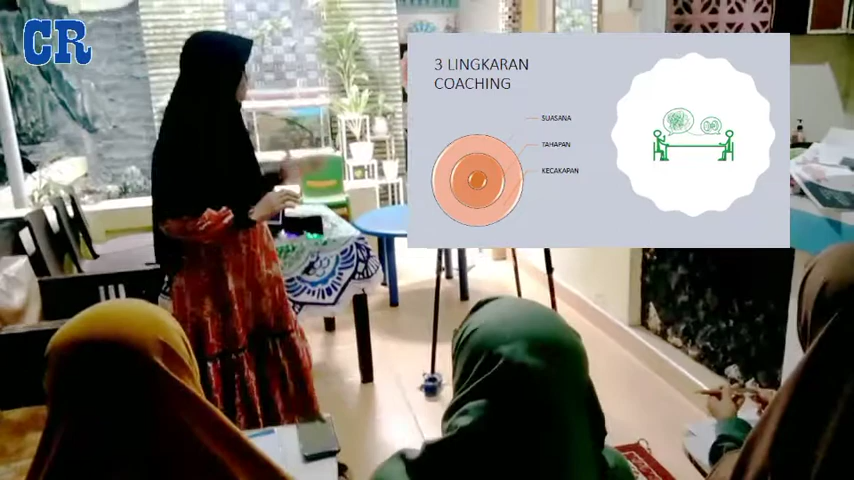 CR
3 LINGKARAN
COACHING
SUASANA
TAHAPAN
KECAKAPAN